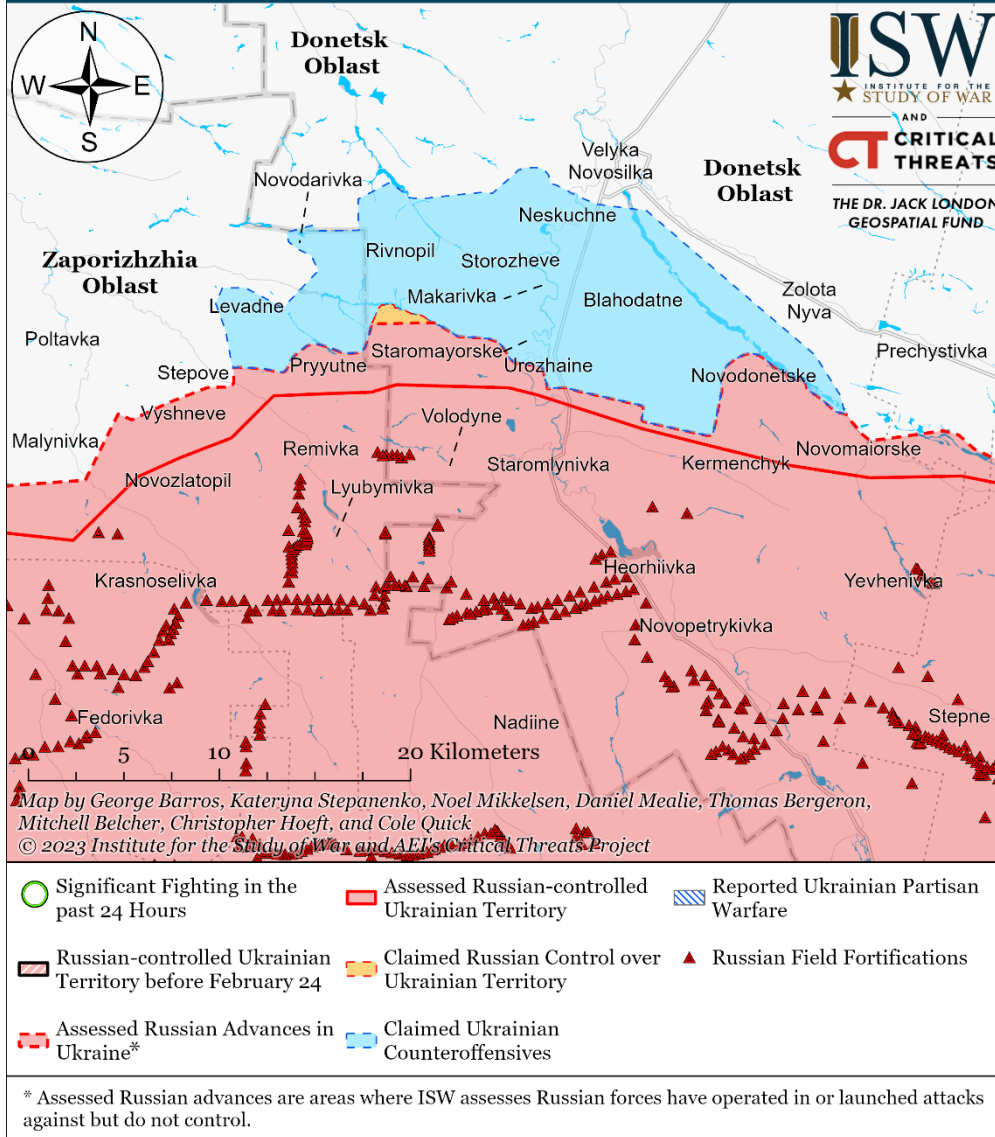 N
W
E
S
Donetsk
Oblast
ISW
INSTITUTE FOR THE
STUDY OF WAR
AND
CT CRITICAL
THREATS
THE DR. JACK LONDON
GEOSPATIAL FUND
Velyka
Novosilka
Donetsk
Oblast
Novodarivka
Neskuchne
Rivnopil
Storozheve
Zaporizhzhia
Oblast
Makarivka
Blahodatne
Zolota
Nyva
Levadne
Poltavka
Staromayorske
Prechystivka
Pryyutne
Urozhaine
Stepove
Novodonetske
Vyshneve
Volodyne
Malynivka
Remivka
Novomaiorske
Staromlynivka
Kermenchyk
Novozlatopil
Lyubymivka
Heorhiivka
Krasnoselivka
Yevhenivka
Novopetrykivka
Fedorivka
Nadiine
Stepne
0 5 10 20 Kilometers
Map by George Barros, Kateryna Stepanenko, Noel Mikkelsen, Daniel Mealie, Thomas Bergeron,
Mitchell Belcher, Christopher Hoeft, and Cole Quick
© 2023 Institute for the Study of War and AEI's Critical Threats Project
Significant Fighting in the
past 24 Hours
Assessed Russian-controlled
Ukrainian Territory
Reported Ukrainian Partisan
Warfare
Russian-controlled Ukrainian
Territory before February 24
Claimed Russian Control over
Ukrainian Territory
Russian Field Fortifications
Assessed Russian Advances in
Ukraine*
Claimed Ukrainian
Counteroffensives
* Assessed Russian advances are areas where ISW assesses Russian forces have operated in or launched attacks
against but do not control.